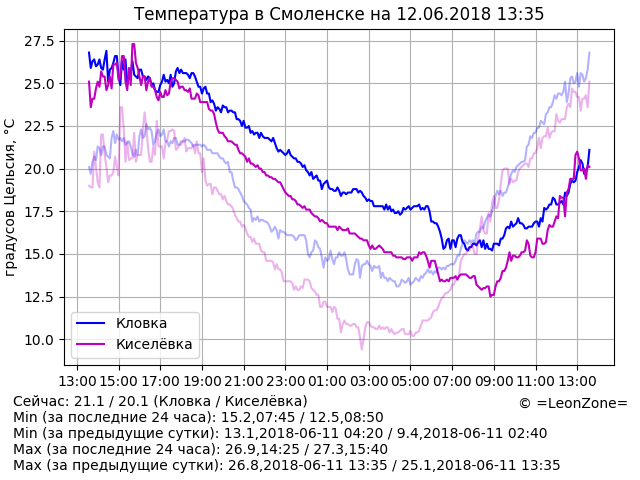 Температура в Смоленске на 12.06.2018 13:35
градусов Цельсия, °C
27.5
25.0
22.5
20.0
17.5
15.0
12.5
10.0
Кловка
Киселёвка
13:00 15:00 17:00 19:00 21:00 23:00 01:00 03:00 05:00 07:00 09:00 11:00 13:00
Сейчас: 21.1 / 20.1 (Кловка / Киселёвка)
© =LeonZone=
Min (за последние 24 часа): 15.2,07:45 / 12.5,08:50
Min (за предыдущие сутки): 13.1,2018-06-11 04:20 / 9.4,2018-06-11 02:40
Max (за последние 24 часа): 26.9,14:25 / 27.3,15:40
Max (за предыдущие сутки): 26.8,2018-06-11 13:35 / 25.1,2018-06-11 13:35